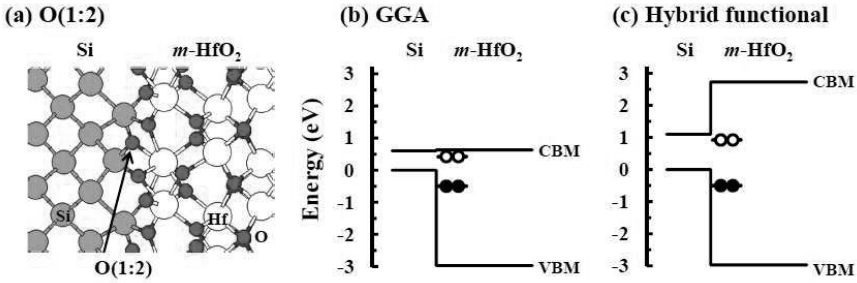 (a) O(1:2)
Si m-HfO2
Si
Hf
O
O(1:2)
(b) GGA
Si m-HfO2
Energy (eV)
3
2
1
0
-1
-2
-3
CBM
VBM
(c) Hybrid functional
Si m-HfO2
3
2
1
0
-1
-2
-3
CBM
VBM